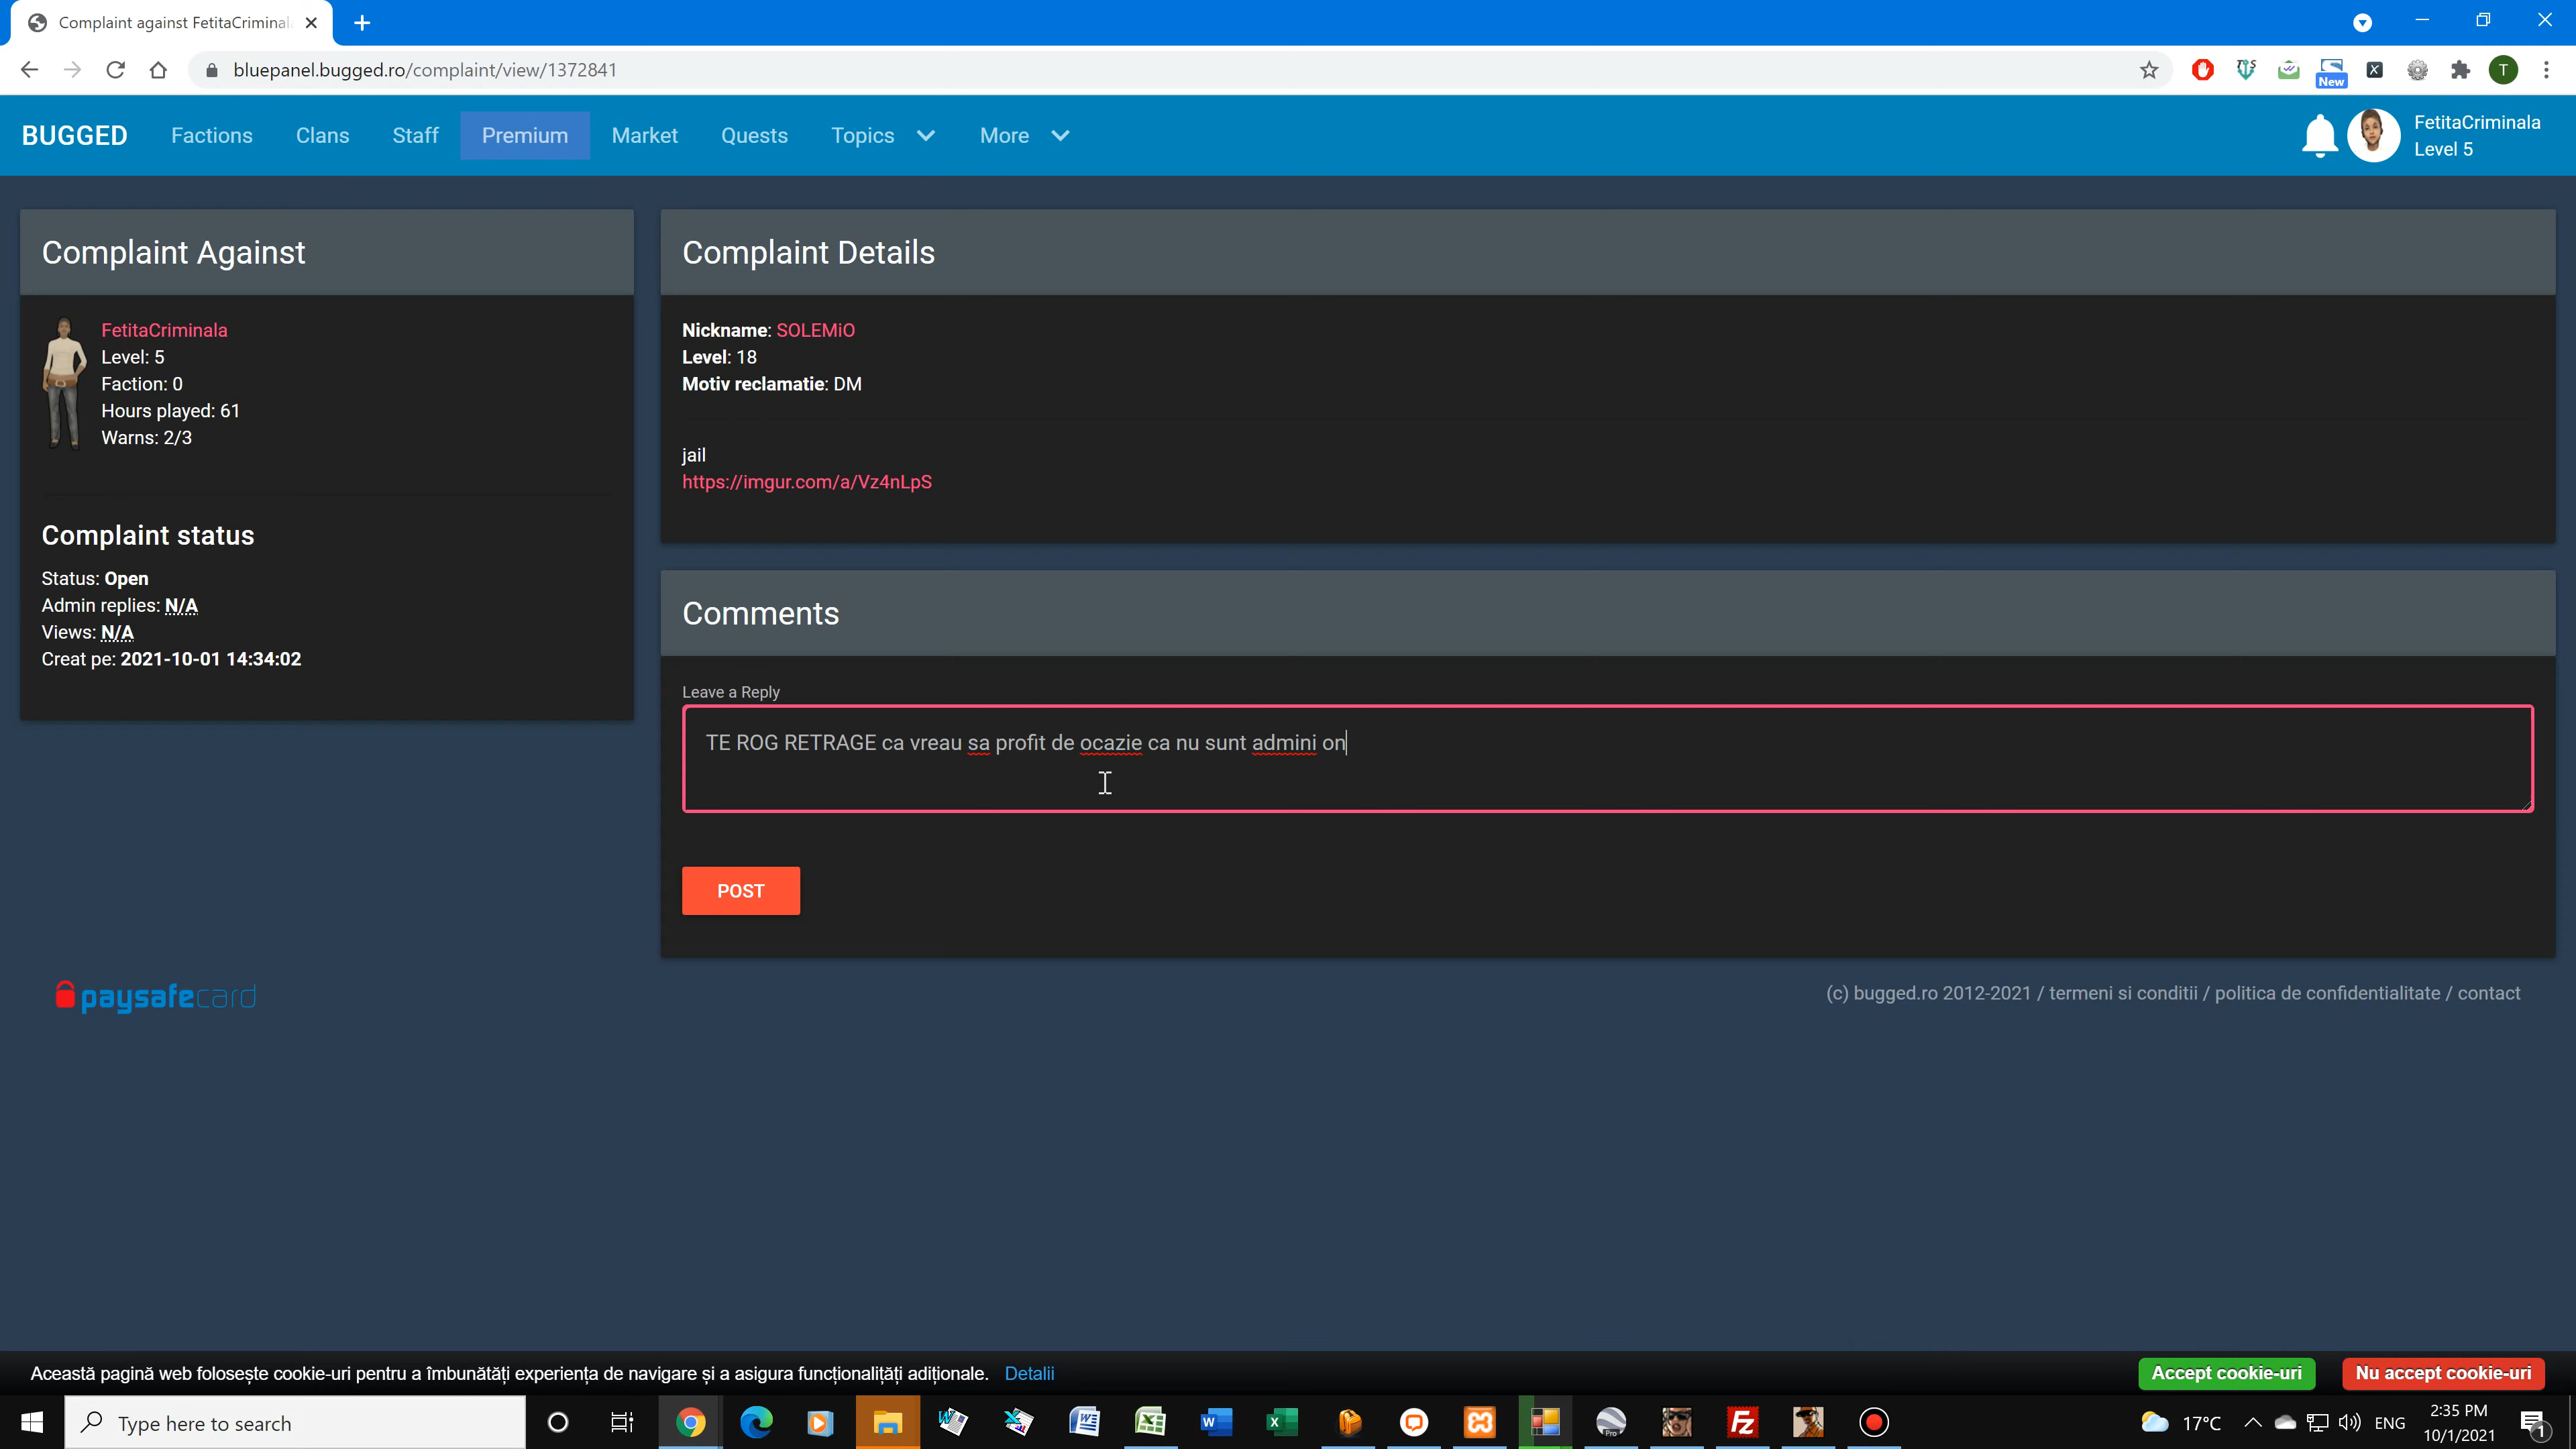 Complaint against FetitaCriminal
bluepanel.bugged.ro/complaint/view/1372841
New
T
BUGGED Factions Clans Staff Premium Market Quests Topics More
FetitaCriminala
Level 5
Complaint Against
FetitaCriminala
Level: 5
Faction: 0
Hours played: 61
Warns: 2/3
Complaint status
Status: Open
Admin replies: N/A
Views: N/A
Creat pe: 2021-10-01 14:34:02
Complaint Details
Nickname: SOLEMiO
Level: 18
Motiv reclamatie: DM
jail
https://imgur.com/a/Vz4nLpS
Comments
Leave a Reply
TE ROG RETRAGE ca vreau sa profit de ocazie ca nu sunt admini on
POST
paysafecard
(c) bugged.ro 2012-2021 / termeni si conditii / politica de confidentialitate / contact
Această pagină web folosește cookie-uri pentru a îmbunătăți experiența de navigare și a asigura funcționalități adiționale. Detalii
Accept cookie-uri Nu accept cookie-uri
Type here to search
17°C
ENG
2:35 PM
10/1/2021
1